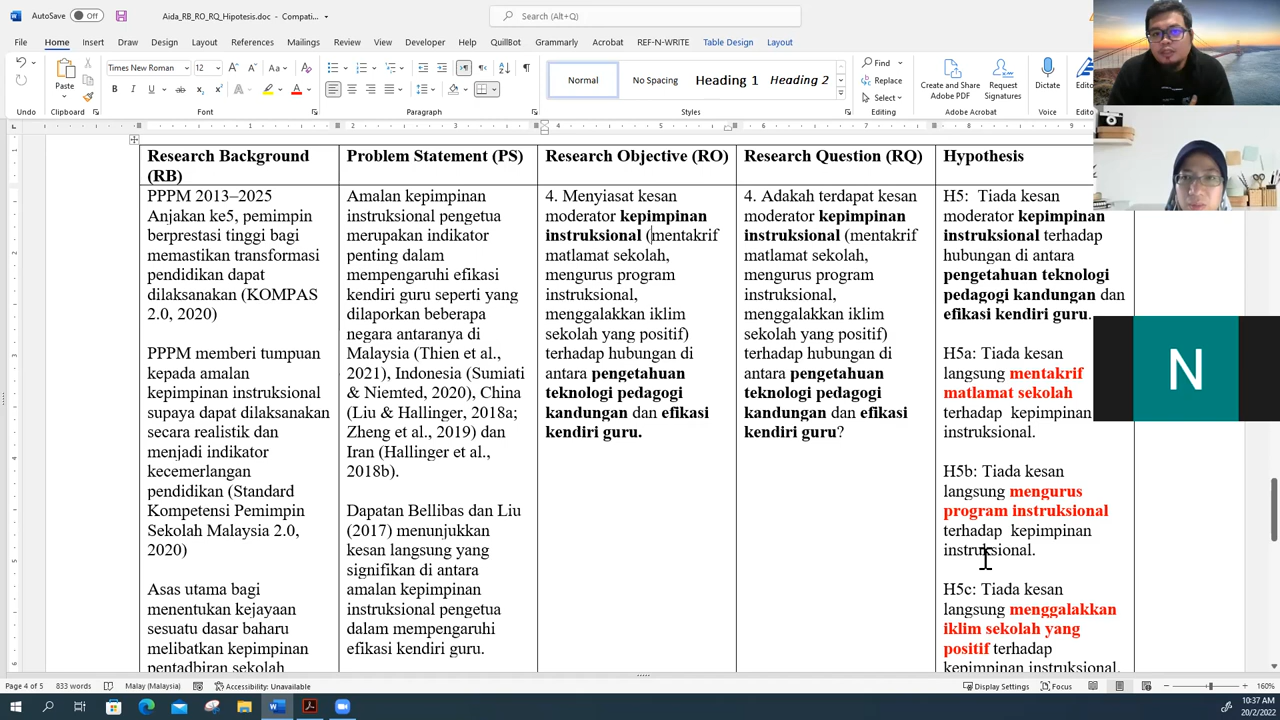 AutoSave Off Aida_RB_RO_RQ_Hipotesis.doc - Compati... Search (Alt+Q)
File Home Insert Draw Design Layout References Mailings Review View Developer Help QuillBot Grammarly Acrobat REF-N-WRITE Table Design Layout
Paste Times New Roman 12 Normal No Spacing Heading 1 Heading 2 Find Replace Select Create and Share Adobe PDF Request Signatures Dictate
Undo Clipboard Font Paragraph Styles Editing Adobe Acrobat Voice
Research Background (RB)
Problem Statement (PS)
Research Objective (RO)
Research Question (RQ)
Hypothesis
PPPM 2013–2025
Anjakan ke5, pemimpin
berprestasi tinggi bagi
memastikan transformasi
pendidikan dapat
dilaksanakan (KOMPAS
2.0, 2020)
PPPM memberi tumpuan
kepada amalan
kepimpinan instruksional
supaya dapat dilaksanakan
secara realistik dan
menjadi indikator
kecemerlangan
pendidikan (Standard
Kompetensi Pemimpin
Sekolah Malaysia 2.0,
2020)
Asas utama bagi
menentukan kejayaan
sesuatu dasar baharu
melibatkan kepimpinan
pentadbiran sekolah
Amalan kepimpinan
instruksional pengetua
merupakan indikator
penting dalam
mempengaruhi efikasi
kendiri guru seperti yang
dilaporkan beberapa
negara antaranya di
Malaysia (Thien et al.,
2021), Indonesia (Sumiati
& Niemted, 2020), China
(Liu & Hallinger, 2018a;
Zheng et al., 2019) dan
Iran (Hallinger et al.,
2018b).
Dapatan Bellibas dan Liu
(2017) menunjukkan
kesan langsung yang
signifikan di antara
amalan kepimpinan
instruksional pengetua
dalam mempengaruhi
efikasi kendiri guru.
4. Menyiasat kesan
moderator kepimpinan
instruksional (mentakrif
matlamat sekolah,
mengurus program
instruksional,
menggalakkan iklim
sekolah yang positif)
terhadap hubungan di
antara pengetahuan
teknologi pedagogi
kandungan dan efikasi
kendiri guru.
4. Adakah terdapat kesan
moderator kepimpinan
instruksional (mentakrif
matlamat sekolah,
mengurus program
instruksional,
menggalakkan iklim
sekolah yang positif)
terhadap hubungan di
antara pengetahuan
teknologi pedagogi
kandungan dan efikasi
kendiri guru?
H5: Tiada kesan
moderator kepimpinan
instruksional terhadap
hubungan di antara
pengetahuan teknologi
pedagogi kandungan dan
efikasi kendiri guru.
H5a: Tiada kesan
langsung mentakrif
matlamat sekolah
terhadap kepimpinan
instruksional.
H5b: Tiada kesan
langsung mengurus
program instruksional
terhadap kepimpinan
instruksional.
H5c: Tiada kesan
langsung menggalakkan
iklim sekolah yang
positif terhadap
kepimpinan instruksional.
N
Page 4 of 5 833 words Malay (Malaysia) Accessibility: Unavailable Display Settings Focus 160%
10:37 AM
20/2/2022